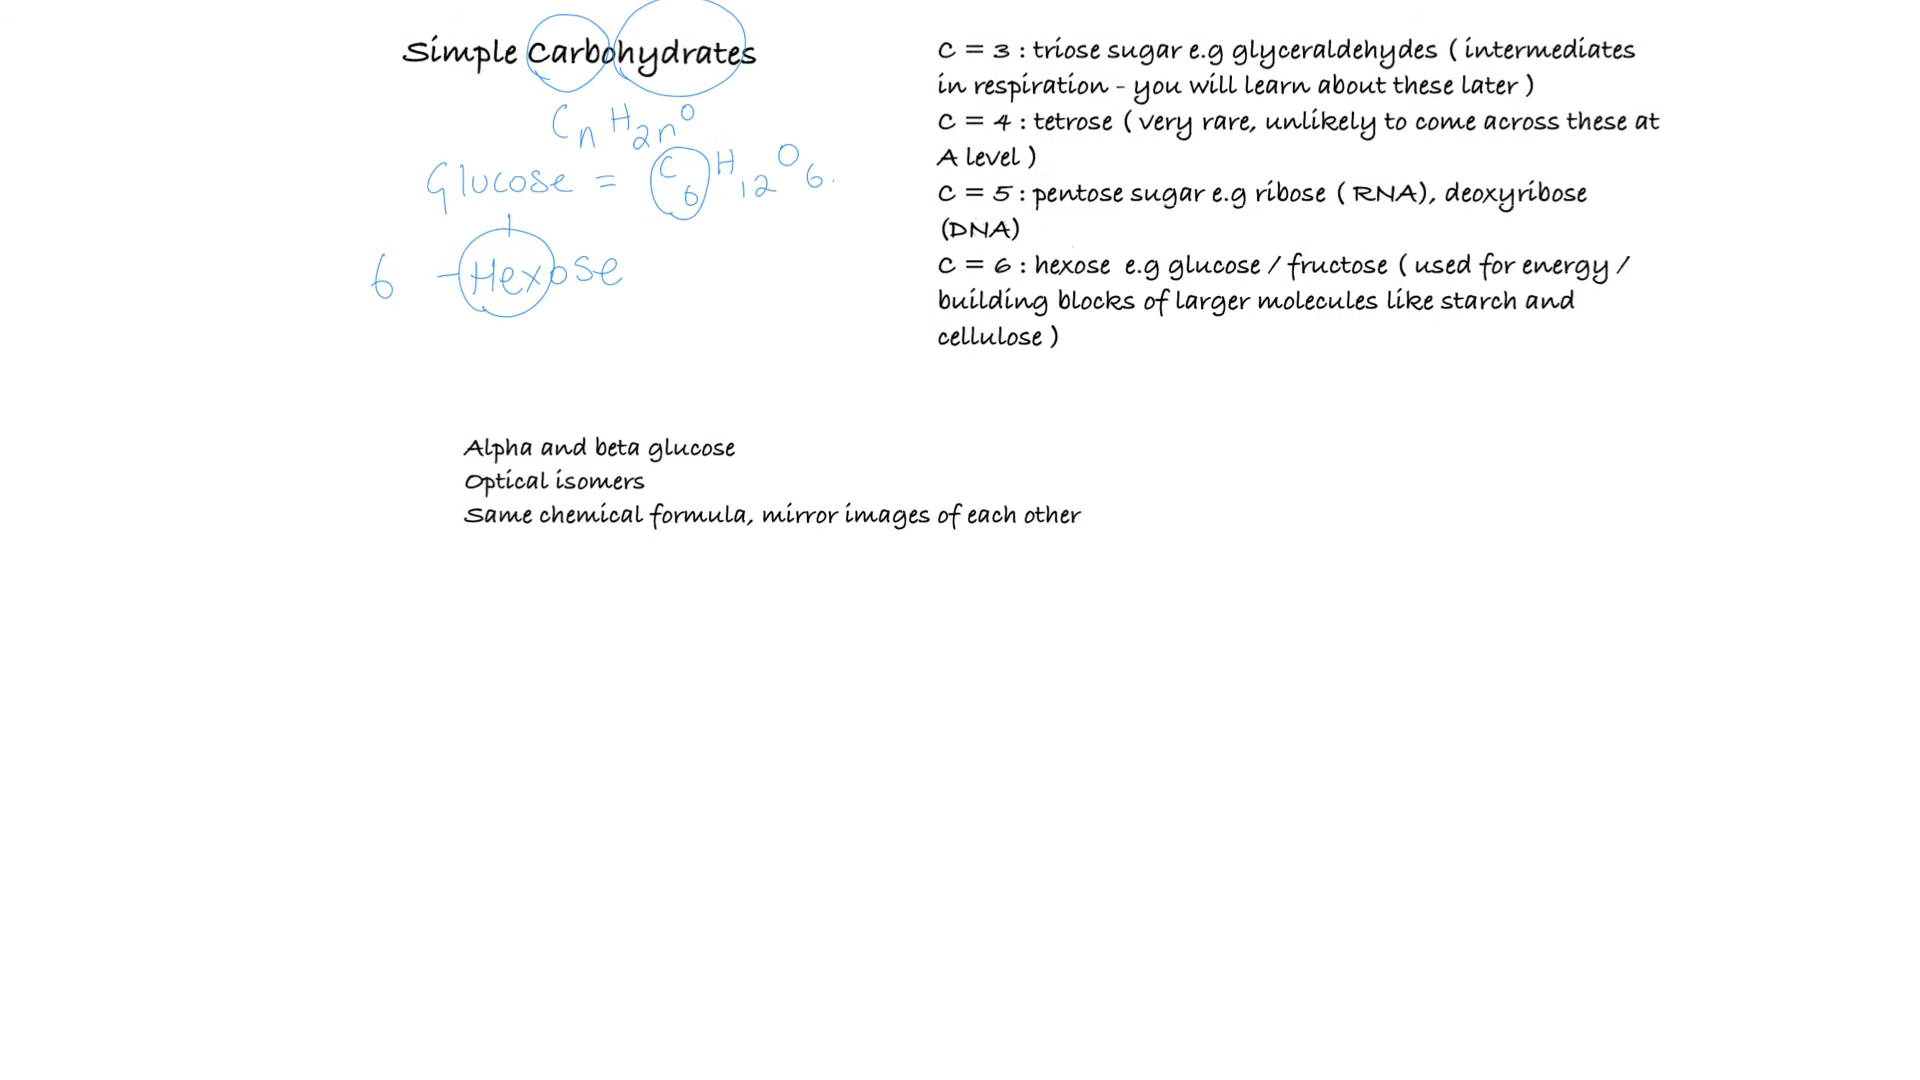 Simple Carbohydrates
CnH2nO
Glucose = C6H12O6.
6 - Hexose
C = 3 : triose sugar e.g glyceraldehydes ( intermediates
in respiration - you will learn about these later )
C = 4 : tetrose ( very rare, unlikely to come across these at
A level )
C = 5 : pentose sugar e.g ribose ( RNA), deoxyribose
(DNA)
C = 6 : hexose e.g glucose / fructose ( used for energy /
building blocks of larger molecules like starch and
cellulose )
Alpha and beta glucose
Optical isomers
Same chemical formula, mirror images of each other